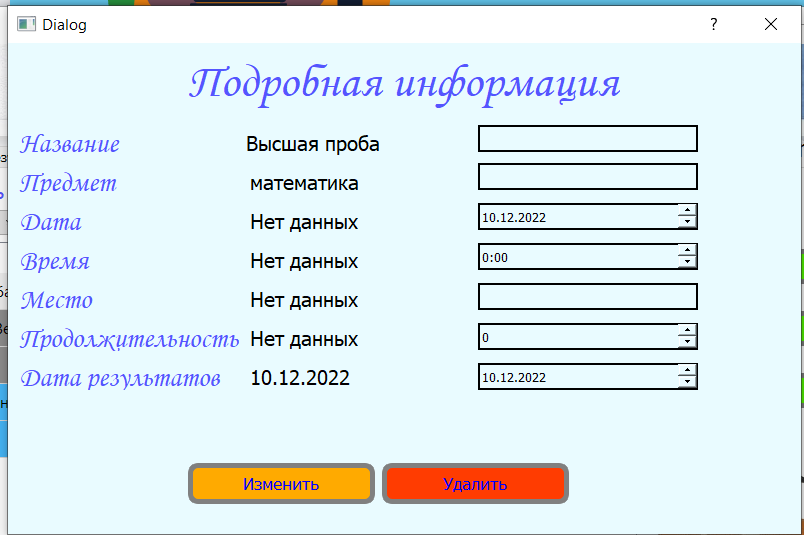 Dialog
Подробная информация
Название Высшая проба
Предмет математика
Дата Нет данных 10.12.2022
Время Нет данных 0:00
Место Нет данных
Продолжительность Нет данных 0
Дата результатов 10.12.2022 10.12.2022
Изменить Удалить